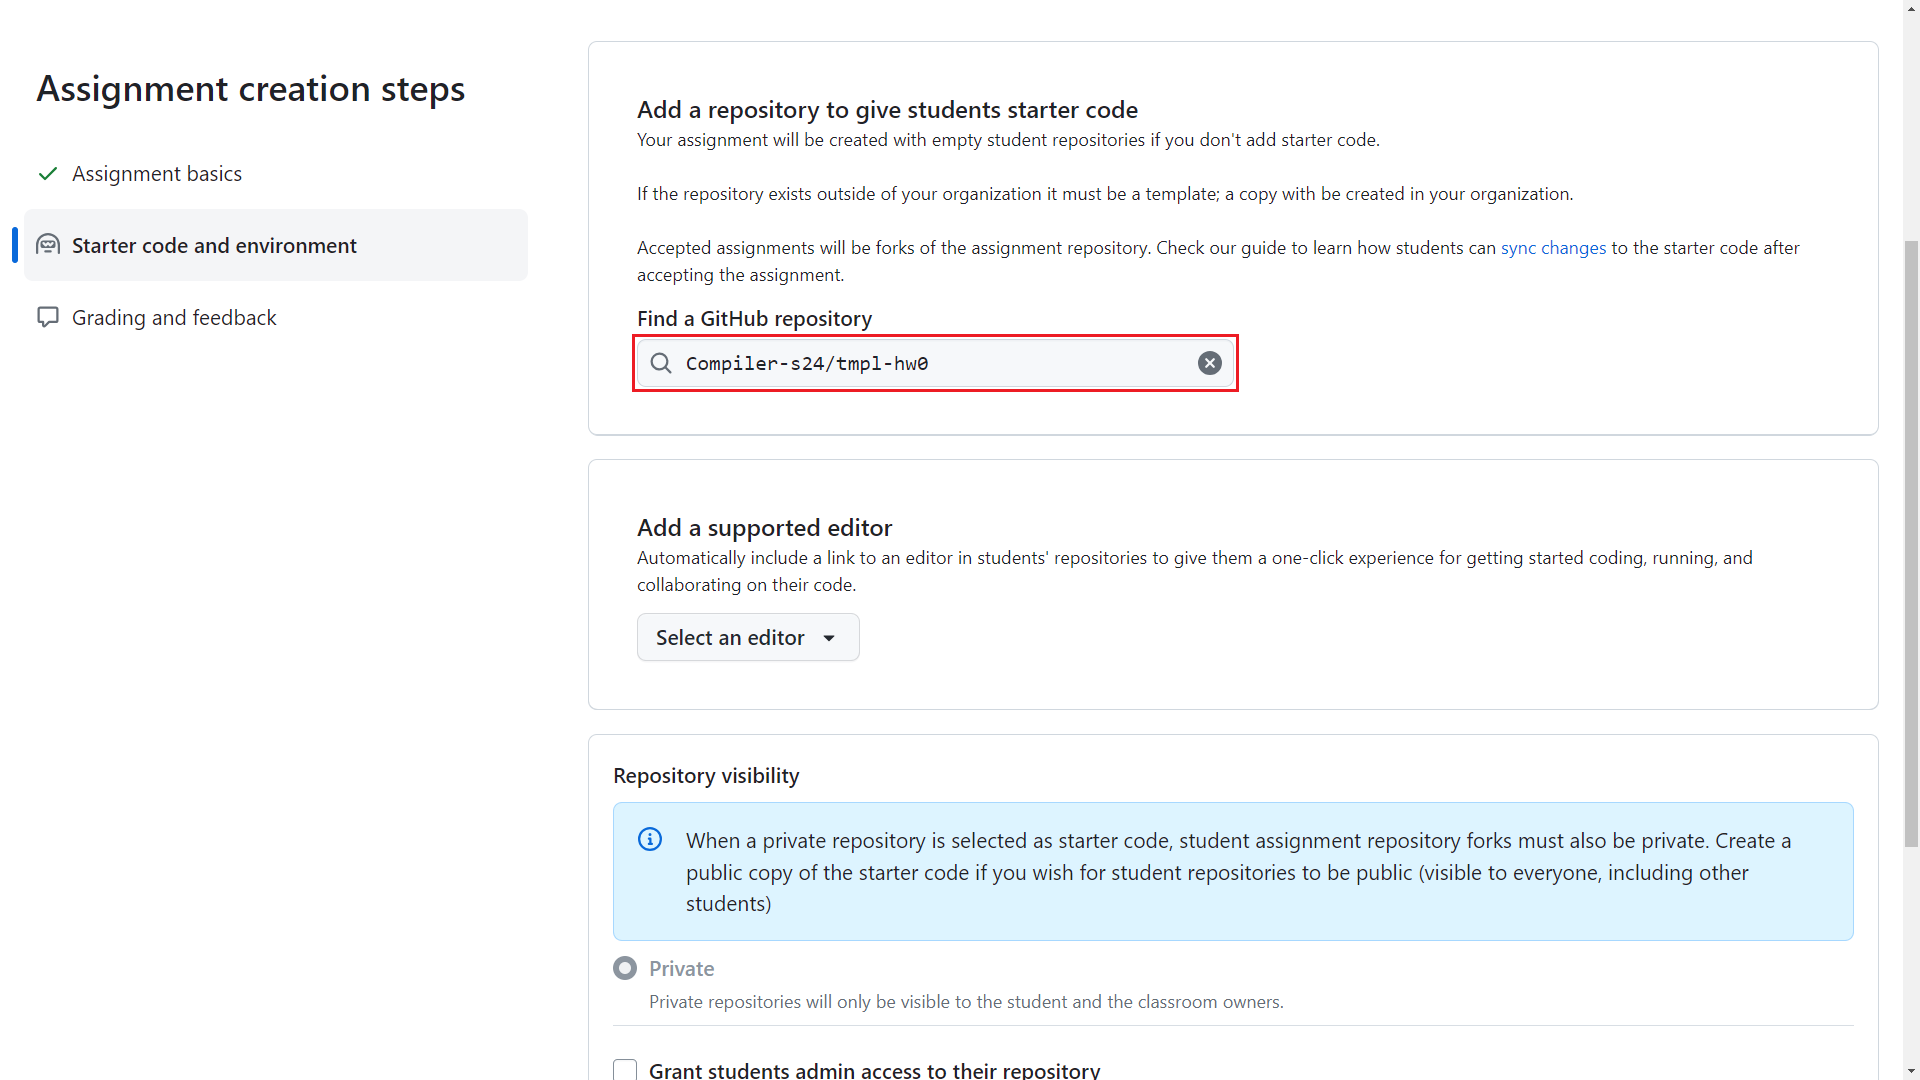 Assignment creation steps
Assignment basics
Starter code and environment
Grading and feedback
Add a repository to give students starter code
Your assignment will be created with empty student repositories if you don't add starter code.
If the repository exists outside of your organization it must be a template; a copy with be created in your organization.
Accepted assignments will be forks of the assignment repository. Check our guide to learn how students can sync changes to the starter code after
accepting the assignment.
Find a GitHub repository
Compiler-s24/tmpl-hw0
Add a supported editor
Automatically include a link to an editor in students' repositories to give them a one-click experience for getting started coding, running, and
collaborating on their code.
Select an editor
Repository visibility
When a private repository is selected as starter code, student assignment repository forks must also be private. Create a
public copy of the starter code if you wish for student repositories to be public (visible to everyone, including other
students)
Private
Private repositories will only be visible to the student and the classroom owners.
Grant students admin access to their repository